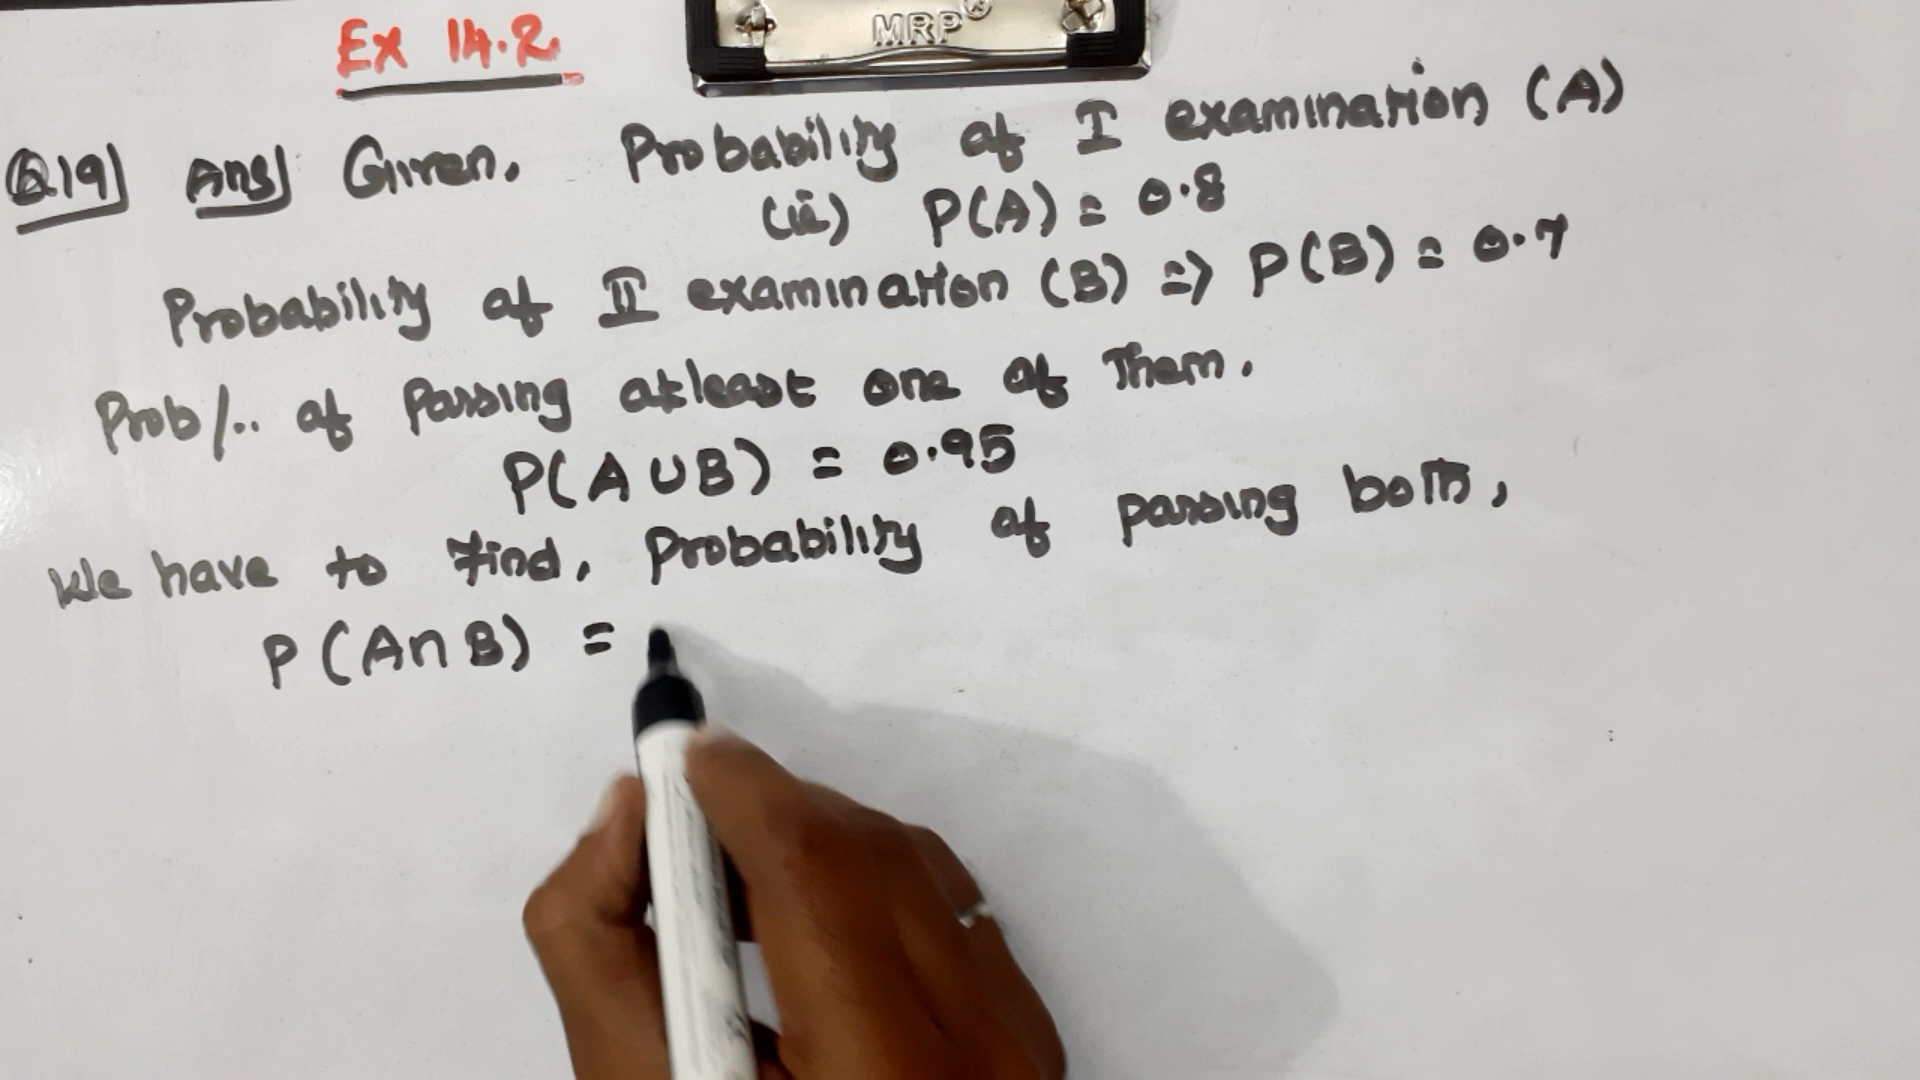 MRP®
Ex 14.2
Q19) Ans) Given, Probability of I examination (A)
(ie) P(A) = 0.8
Probability of II examination (B) => P(B) = 0.7
Prob/.. of Passing atleast one of Them.
P(A∪B) = 0.95
We have to find, Probability of passing both,
P(A∩B) =